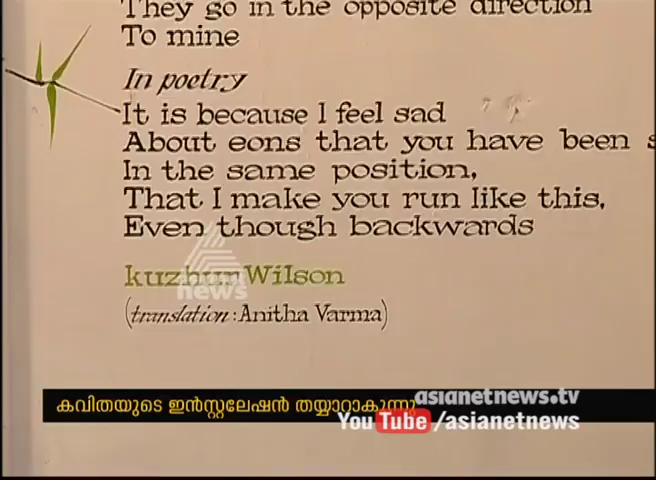 They go in the opposite direction
To mine
In poetry
It is because I feel sad
About eons that you have been
In the same position,
That I make you run like this,
Even though backwards
kuzhur Wilson
news
(translation: Anitha Varma)
കവിതയുടെ ഇൻസ്റ്റലേഷൻ തയ്യാറാകുന്നു
asianetnews.tv
YouTube /asianetnews